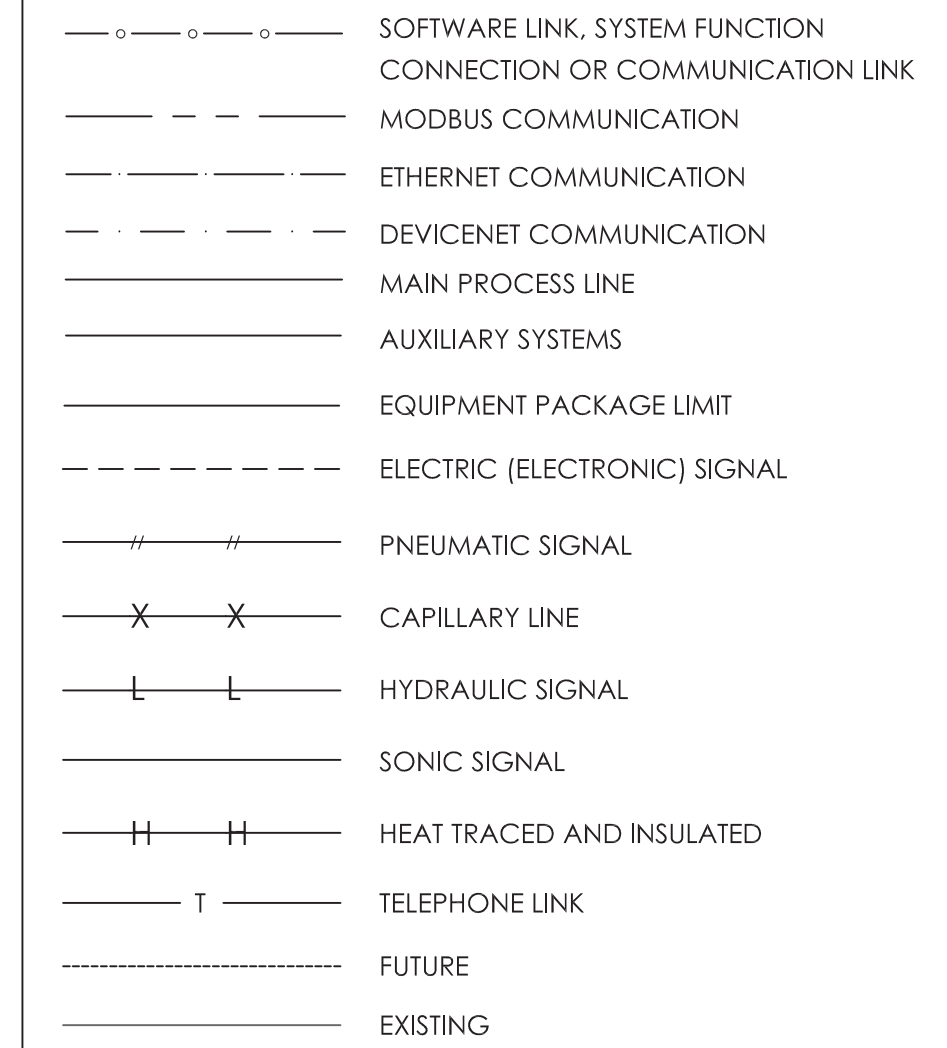 SOFTWARE LINK, SYSTEM FUNCTION
CONNECTION OR COMMUNICATION LINK
MODBUS COMMUNICATION
ETHERNET COMMUNICATION
DEVICENET COMMUNICATION
MAIN PROCESS LINE
AUXILIARY SYSTEMS
EQUIPMENT PACKAGE LIMIT
ELECTRIC (ELECTRONIC) SIGNAL
// // PNEUMATIC SIGNAL
X X CAPILLARY LINE
L L HYDRAULIC SIGNAL
SONIC SIGNAL
H H HEAT TRACED AND INSULATED
T TELEPHONE LINK
FUTURE
EXISTING